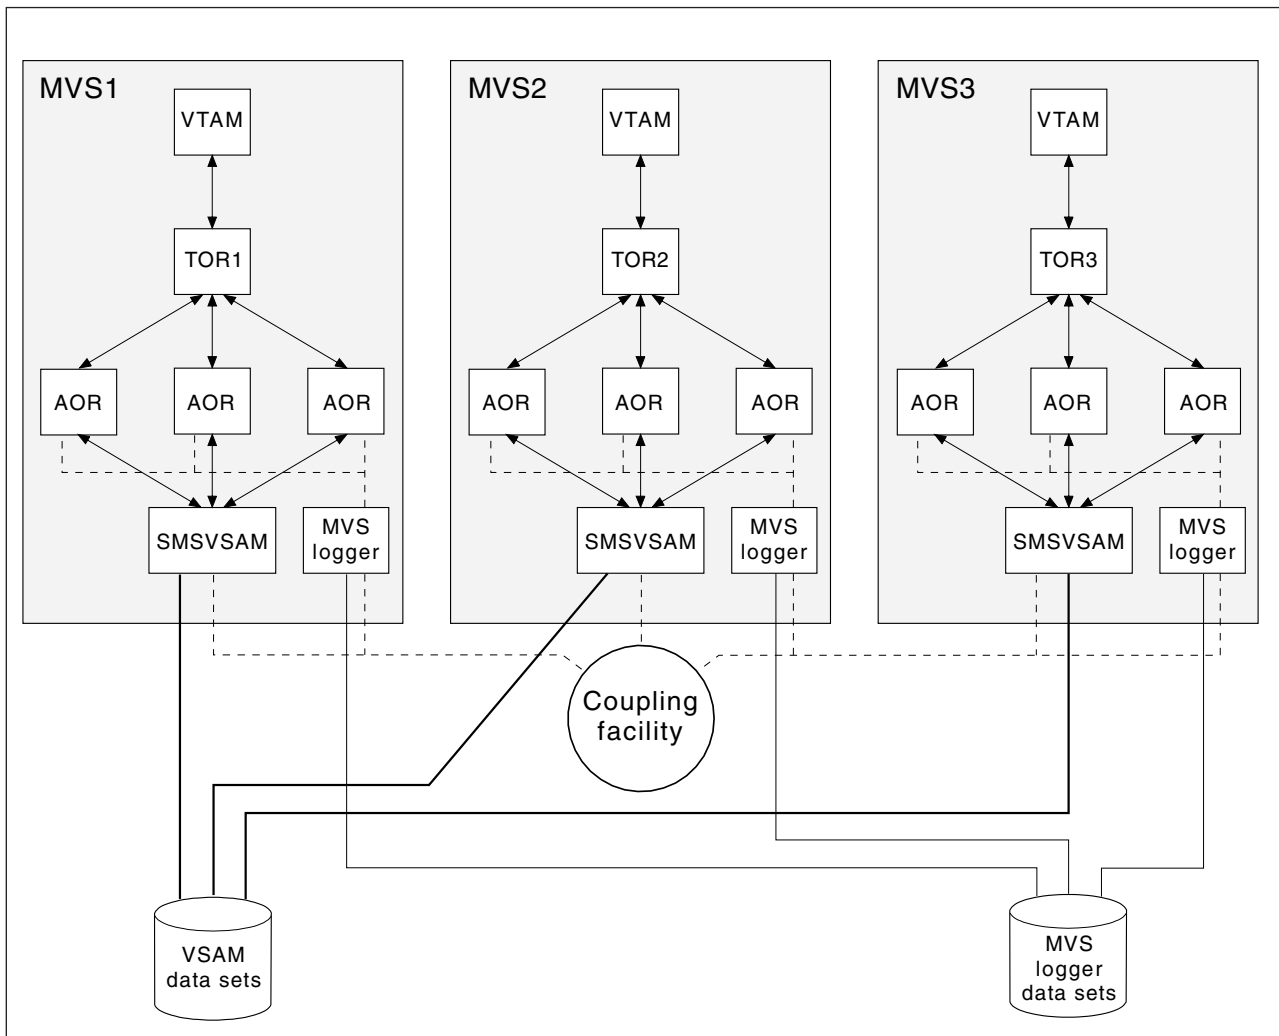 MVS1
MVS2
MVS3
VTAM
VTAM
VTAM
TOR1
TOR2
TOR3
AOR
AOR
AOR
AOR
AOR
AOR
AOR
AOR
AOR
SMSVSAM
MVS
logger
SMSVSAM
MVS
logger
SMSVSAM
MVS
logger
Coupling
facility
VSAM
data sets
MVS
logger
data sets